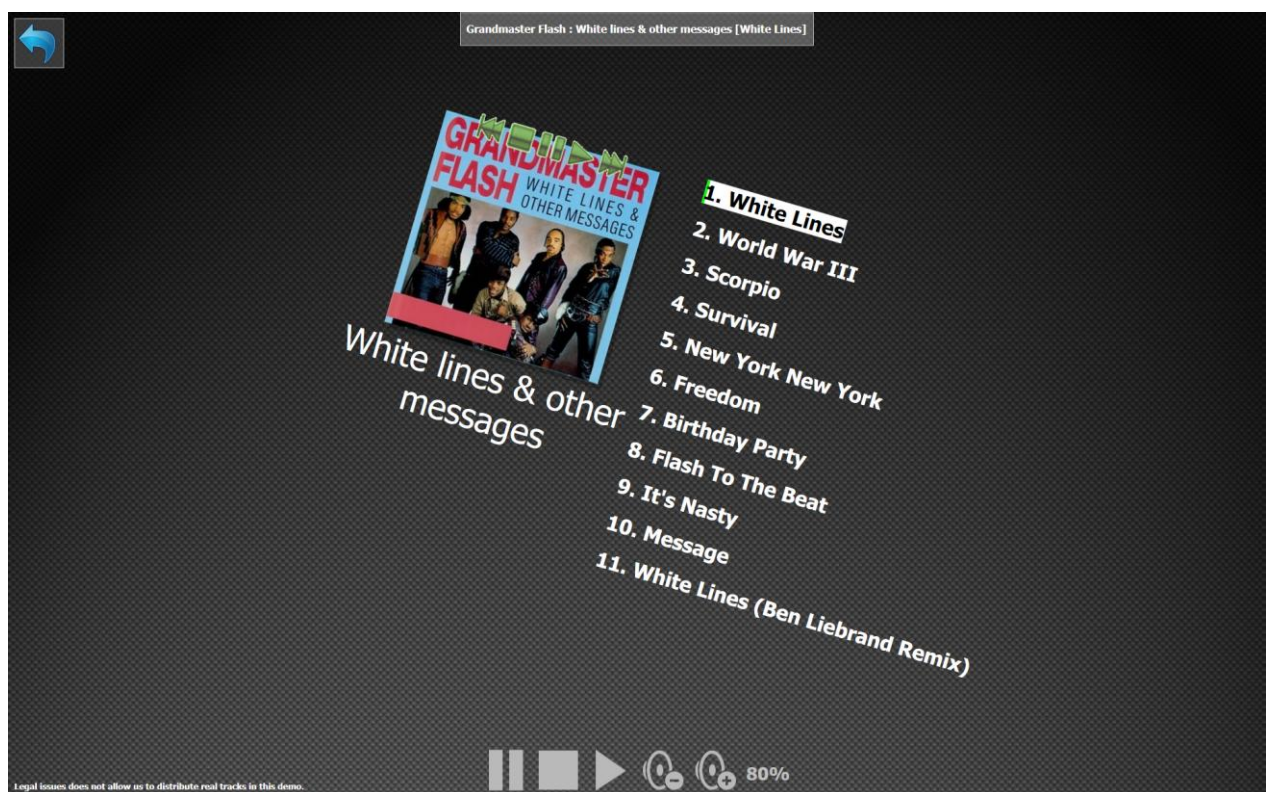 Grandmaster Flash : White lines & other messages [White Lines]
GRANDMASTER
FLASH WHITE LINES &
OTHER MESSAGES
White lines & other
messages
1. White Lines
2. World War III
3. Scorpio
4. Survival
5. New York New York
6. Freedom
7. Birthday Party
8. Flash To The Beat
9. It's Nasty
10. Message
11. White Lines (Ben Liebrand Remix)
80%
Legal issues does not allow us to distribute real tracks in this demo.